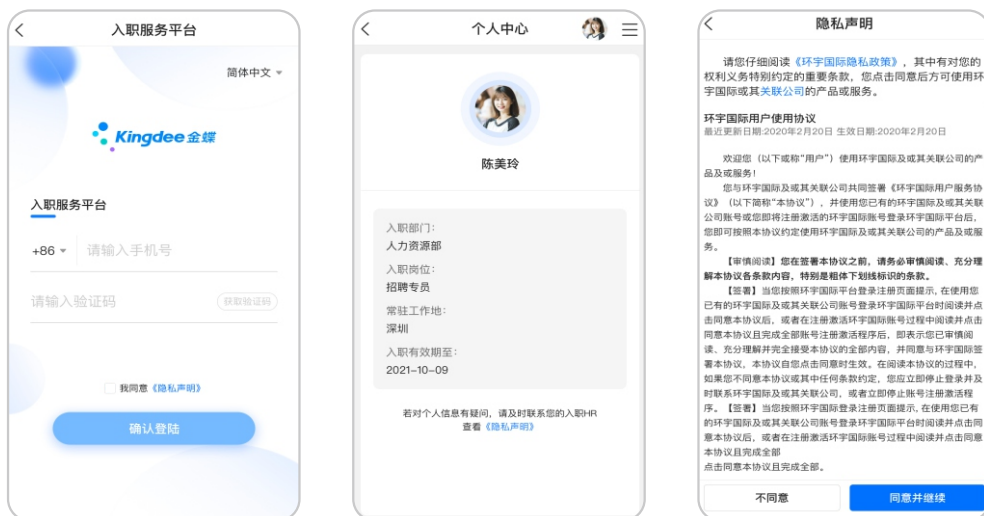 入职服务平台
简体中文
Kingdee 金蝶
入职服务平台
+86 请输入手机号
请输入验证码 获取验证码
我同意《隐私声明》
确认登陆
个人中心
陈美玲
入职部门:
人力资源部
入职岗位:
招聘专员
常驻工作地:
深圳
入职有效期至:
2021-10-09
若对个人信息有疑问，请及时联系您的入职HR
查看《隐私声明》
隐私声明
请您仔细阅读《环宇国际隐私政策》，其中有对您的
权利义务特别约定的重要条款，您点击同意后方可使用环
宇国际或其关联公司的产品或服务。
环宇国际用户使用协议
最近更新日期:2020年2月20日 生效日期:2020年2月20日
欢迎您（以下或称“用户”）使用环宇国际及或其关联公司的产
品及或服务！
您与环宇国际及或其关联公司共同签署《环宇国际用户服务协
议》（以下简称“本协议”），并使用您已有的环宇国际及或其关联
公司账号或您即将注册激活的环宇国际账号登录环宇国际平台后，
您即可按照本协议约定使用环宇国际及或其关联公司的产品及或服
务。
【审慎阅读】您在签署本协议之前，请务必审慎阅读、充分理
解本协议各条款内容，特别是粗体下划线标识的条款。
【签署】当您按照环宇国际平台登录注册页面提示,在使用您
已有的环宇国际及或其关联公司账号登录环宇国际平台时阅读并点
击同意本协议后，或者在注册激活环宇国际账号过程中阅读并点击
同意本协议且完成全部账号注册激活程序后，即表示您已审慎阅
读、充分理解并完全接受本协议的全部内容，并同意与环宇国际签
署本协议，本协议自您点击同意时生效。在阅读本协议的过程中，
如果您不同意本协议或其中任何条款约定，您应立即停止登录并及
时联系环宇国际及或其关联公司，或者立即停止账号注册激活程
序。【签署】当您按照环宇国际登录注册页面提示,在使用您已有
的环宇国际及或其关联公司账号登录环宇国际平台时阅读并点击同
意本协议后，或者在注册激活环宇国际账号过程中阅读并点击同意
本协议且完成全部
点击同意本协议且完成全部。
不同意 同意并继续